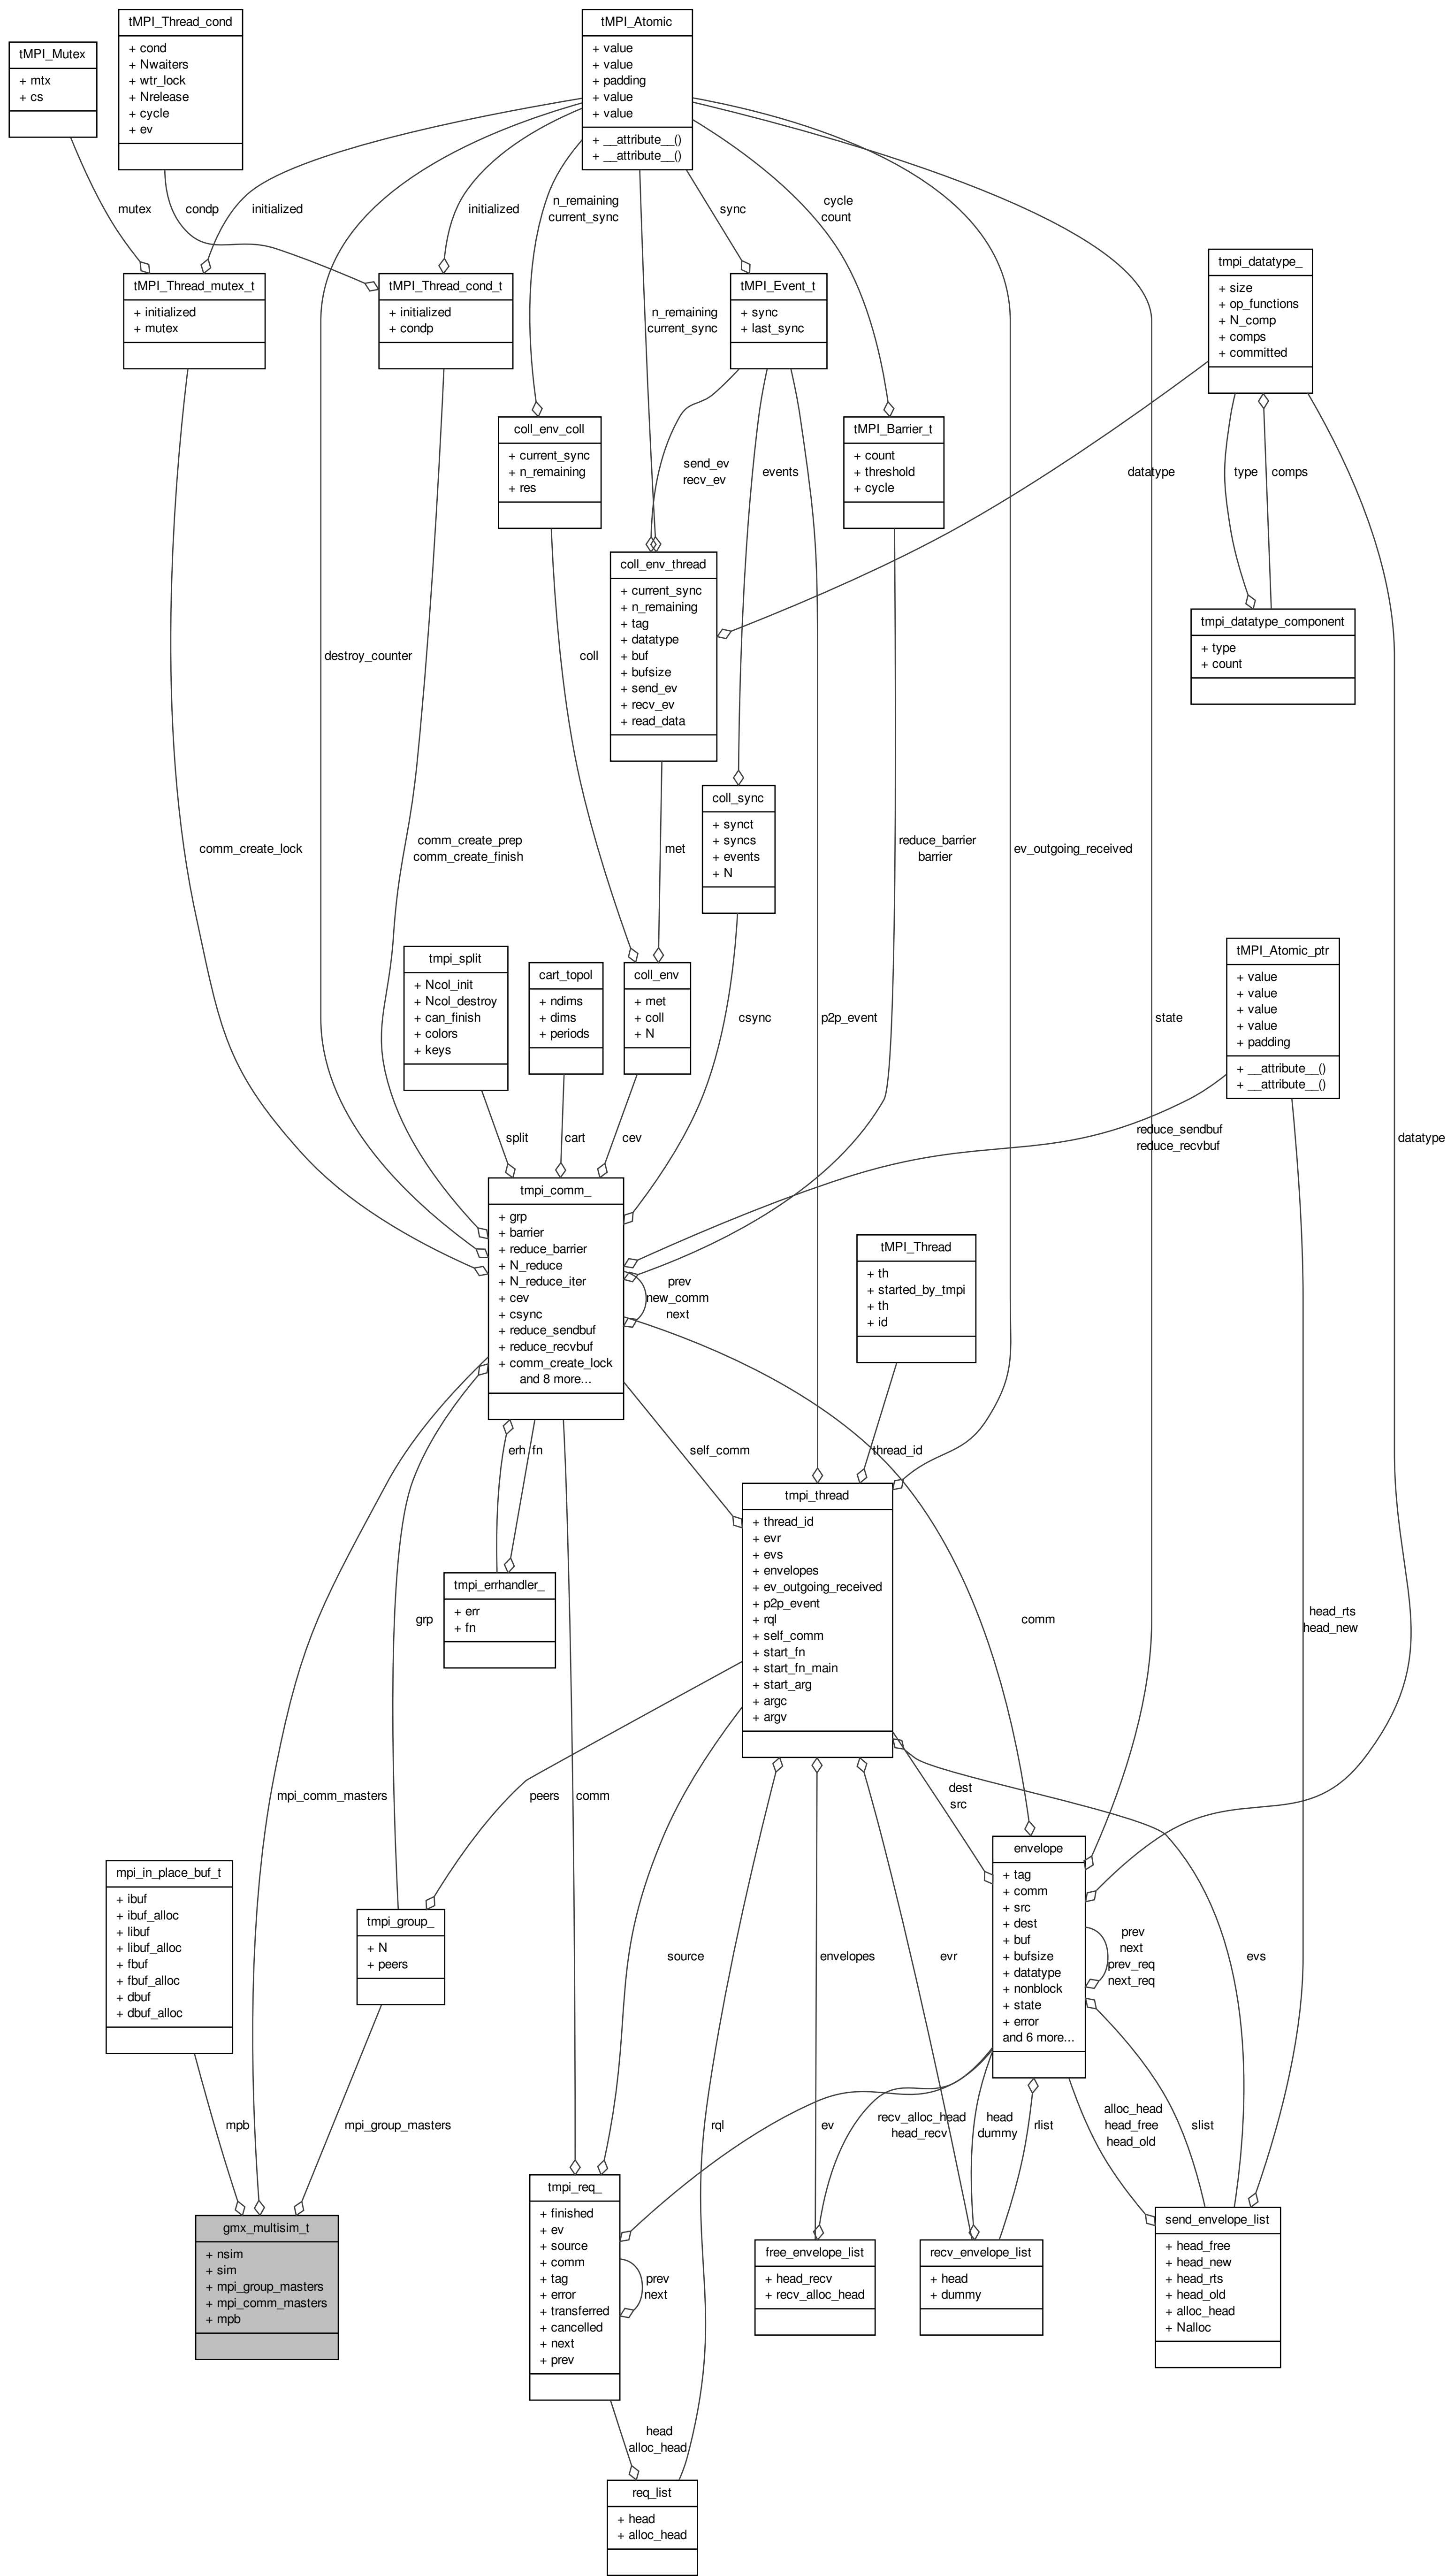 tMPI_Thread_cond
+ cond
+ Nwaiters
+ wtr_lock
+ Nrelease
+ cycle
+ ev
tMPI_Atomic
+ value
+ value
+ padding
+ value
+ value
+ __attribute__()
+ __attribute__()
tMPI_Mutex
+ mtx
+ cs
mutex
condp
initialized
initialized
n_remaining
current_sync
sync
cycle
count
tMPI_Thread_mutex_t
+ initialized
+ mutex
tMPI_Thread_cond_t
+ initialized
+ condp
n_remaining
current_sync
tMPI_Event_t
+ sync
+ last_sync
tmpi_datatype_
+ size
+ op_functions
+ N_comp
+ comps
+ committed
coll_env_coll
+ current_sync
+ n_remaining
+ res
send_ev
recv_ev
events
tMPI_Barrier_t
+ count
+ threshold
+ cycle
datatype
type
comps
destroy_counter
coll
coll_env_thread
+ current_sync
+ n_remaining
+ tag
+ datatype
+ buf
+ bufsize
+ send_ev
+ recv_ev
+ read_data
tmpi_datatype_component
+ type
+ count
comm_create_lock
comm_create_prep
comm_create_finish
met
coll_sync
+ synct
+ syncs
+ events
+ N
reduce_barrier
barrier
ev_outgoing_received
tmpi_split
+ Ncol_init
+ Ncol_destroy
+ can_finish
+ colors
+ keys
cart_topol
+ ndims
+ dims
+ periods
coll_env
+ met
+ coll
+ N
csync
p2p_event
state
tMPI_Atomic_ptr
+ value
+ value
+ value
+ value
+ padding
+ __attribute__()
+ __attribute__()
split
cart
cev
reduce_sendbuf
reduce_recvbuf
datatype
tmpi_comm_
+ grp
+ barrier
+ reduce_barrier
+ N_reduce
+ N_reduce_iter
+ cev
+ csync
+ reduce_sendbuf
+ reduce_recvbuf
+ comm_create_lock
and 8 more...
prev
new_comm
next
tMPI_Thread
+ th
+ started_by_tmpi
+ th
+ id
erh
fn
self_comm
thread_id
tmpi_errhandler_
+ err
+ fn
grp
tmpi_thread
+ thread_id
+ evr
+ evs
+ envelopes
+ ev_outgoing_received
+ p2p_event
+ rql
+ self_comm
+ start_fn
+ start_fn_main
+ start_arg
+ argc
+ argv
comm
head_rts
head_new
mpi_comm_masters
peers
comm
dest
src
mpi_in_place_buf_t
+ ibuf
+ ibuf_alloc
+ libuf
+ libuf_alloc
+ fbuf
+ fbuf_alloc
+ dbuf
+ dbuf_alloc
tmpi_group_
+ N
+ peers
source
envelopes
evr
envelope
+ tag
+ comm
+ src
+ dest
+ buf
+ bufsize
+ datatype
+ nonblock
+ state
+ error
and 6 more...
prev
next
prev_req
next_req
evs
mpb
mpi_group_masters
rql
ev
recv_alloc_head
head_recv
head
dummy
rlist
alloc_head
head_free
head_old
slist
gmx_multisim_t
+ nsim
+ sim
+ mpi_group_masters
+ mpi_comm_masters
+ mpb
tmpi_req_
+ finished
+ ev
+ source
+ comm
+ tag
+ error
+ transferred
+ cancelled
+ next
+ prev
prev
next
free_envelope_list
+ head_recv
+ recv_alloc_head
recv_envelope_list
+ head
+ dummy
send_envelope_list
+ head_free
+ head_new
+ head_rts
+ head_old
+ alloc_head
+ Nalloc
head
alloc_head
req_list
+ head
+ alloc_head